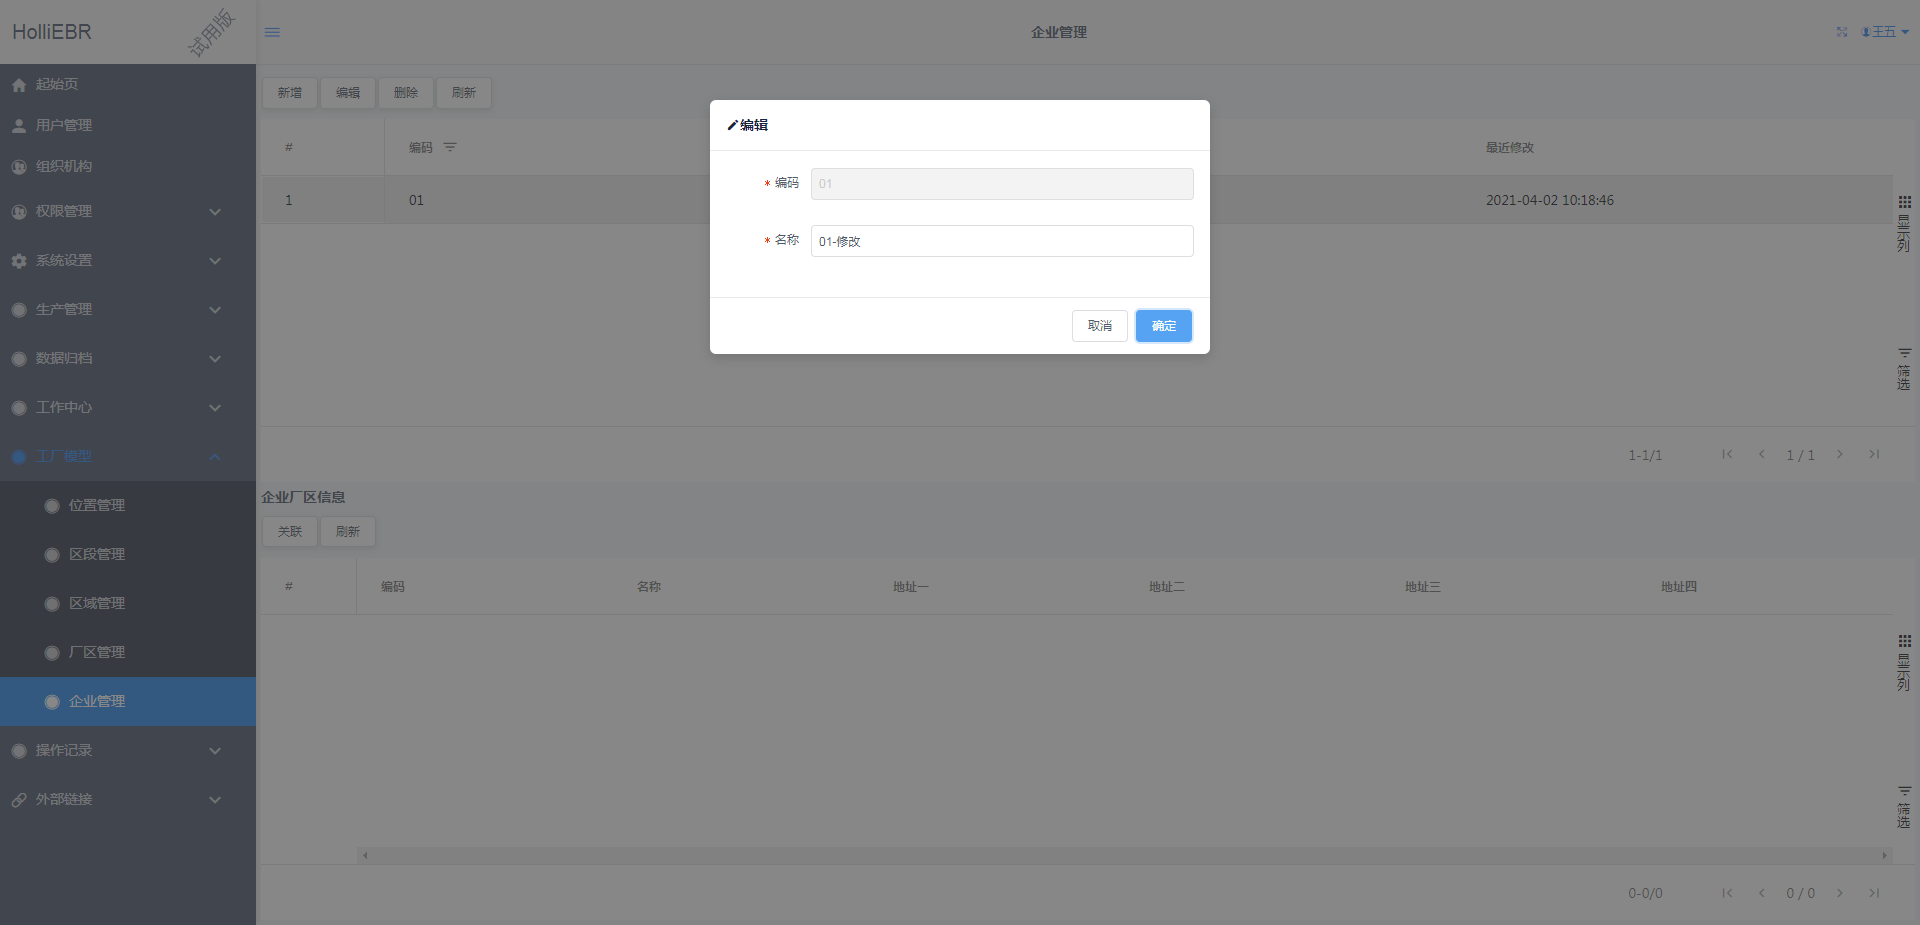 HolliEBR
试用版
企业管理
王五
起始页
用户管理
组织机构
权限管理
系统设置
生产管理
数据归档
工作中心
工厂模型
位置管理
区段管理
区域管理
厂区管理
企业管理
操作记录
外部链接
新增 编辑 删除 刷新
# 编码 最近修改
1 01 2021-04-02 10:18:46
显示列
筛选
编辑
* 编码 01
* 名称 01-修改
取消 确定
1-1/1 1 / 1
企业厂区信息
关联 刷新
# 编码 名称 地址一 地址二 地址三 地址四
显示列
筛选
0-0/0 0 / 0